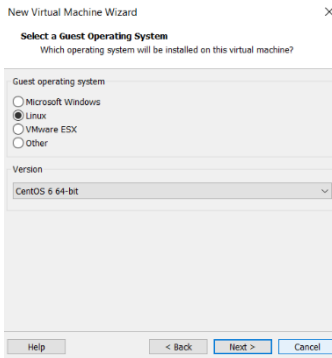 New Virtual Machine Wizard
Select a Guest Operating System
Which operating system will be installed on this virtual machine?
Guest operating system
Microsoft Windows
Linux
VMware ESX
Other
Version
CentOS 6 64-bit
Help
< Back
Next >
Cancel